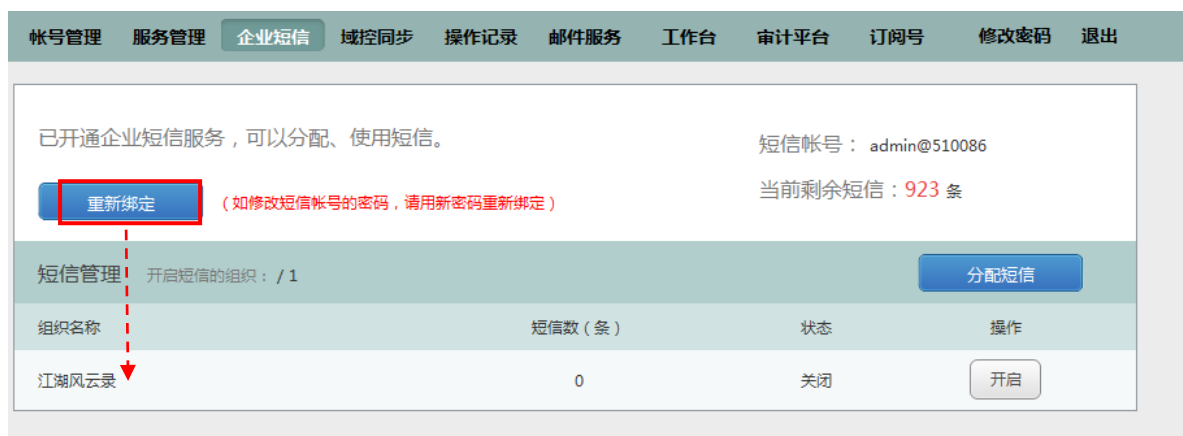 帐号管理 服务管理 企业短信 域控同步 操作记录 邮件服务 工作台 审计平台 订阅号 修改密码 退出
已开通企业短信服务，可以分配、使用短信。
短信帐号： admin@510086
当前剩余短信：923 条
重新绑定 （如修改短信帐号的密码，请用新密码重新绑定）
短信管理 开启短信的组织： / 1 分配短信
组织名称 短信数（条） 状态 操作
江湖风云录 0 关闭 开启